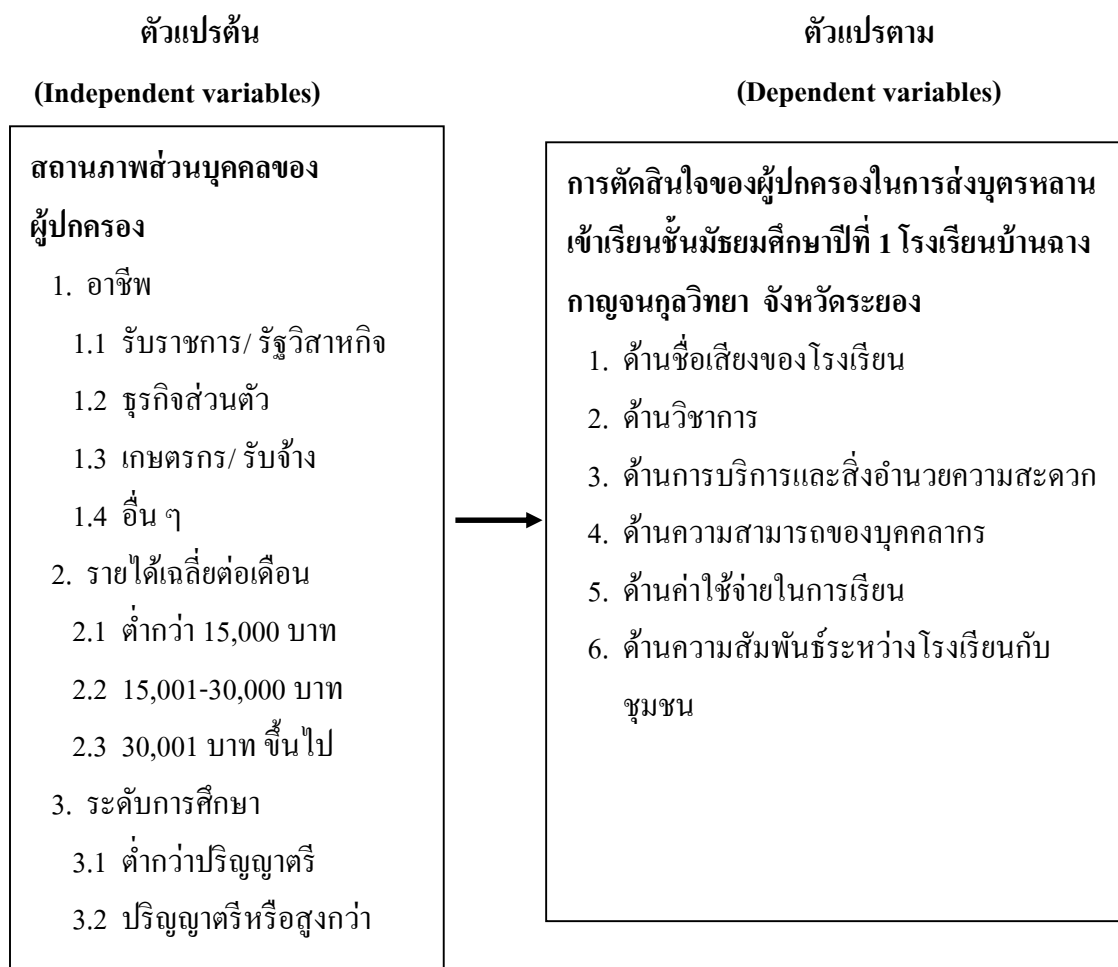 ตัวแปรต้น
(Independent variables)
สถานภาพส่วนบุคคลของ
ผู้ปกครอง
1. อาชีพ
1.1 รับราชการ/ รัฐวิสาหกิจ
1.2 ธุรกิจส่วนตัว
1.3 เกษตรกร/ รับจ้าง
1.4 อื่น ๆ
2. รายได้เฉลี่ยต่อเดือน
2.1 ต่ำกว่า 15,000 บาท
2.2 15,001-30,000 บาท
2.3 30,001 บาท ขึ้นไป
3. ระดับการศึกษา
3.1 ต่ำกว่าปริญญาตรี
3.2 ปริญญาตรีหรือสูงกว่า
ตัวแปรตาม
(Dependent variables)
การตัดสินใจของผู้ปกครองในการส่งบุตรหลาน
เข้าเรียนชั้นมัธยมศึกษาปีที่ 1 โรงเรียนบ้านฉาง
กาญจนกุลวิทยา จังหวัดระยอง
1. ด้านชื่อเสียงของโรงเรียน
2. ด้านวิชาการ
3. ด้านการบริการและสิ่งอำนวยความสะดวก
4. ด้านความสามารถของบุคคลากร
5. ด้านค่าใช้จ่ายในการเรียน
6. ด้านความสัมพันธ์ระหว่างโรงเรียนกับ
ชุมชน